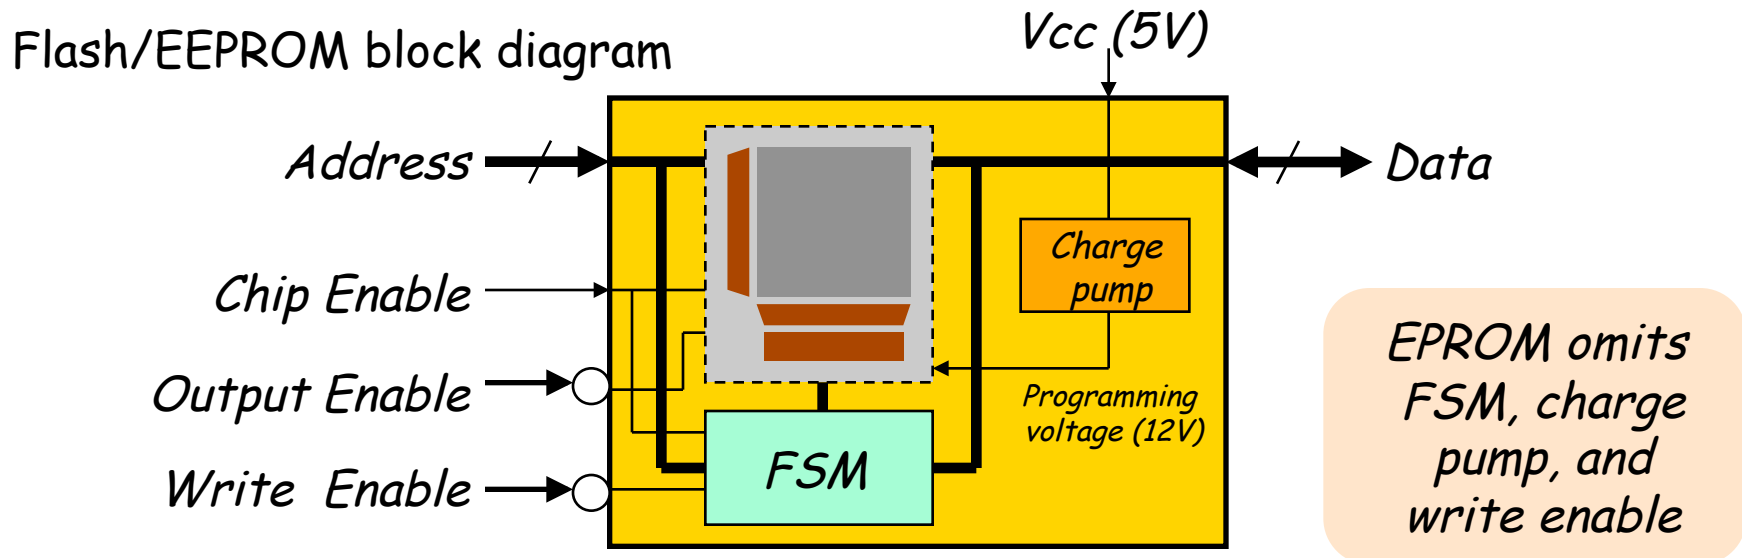 Flash/EEPROM block diagram
Vcc (5V)
Address
Data
Charge
pump
Chip Enable
Output Enable
Programming
voltage (12V)
Write Enable
FSM
EPROM omits
FSM, charge
pump, and
write enable